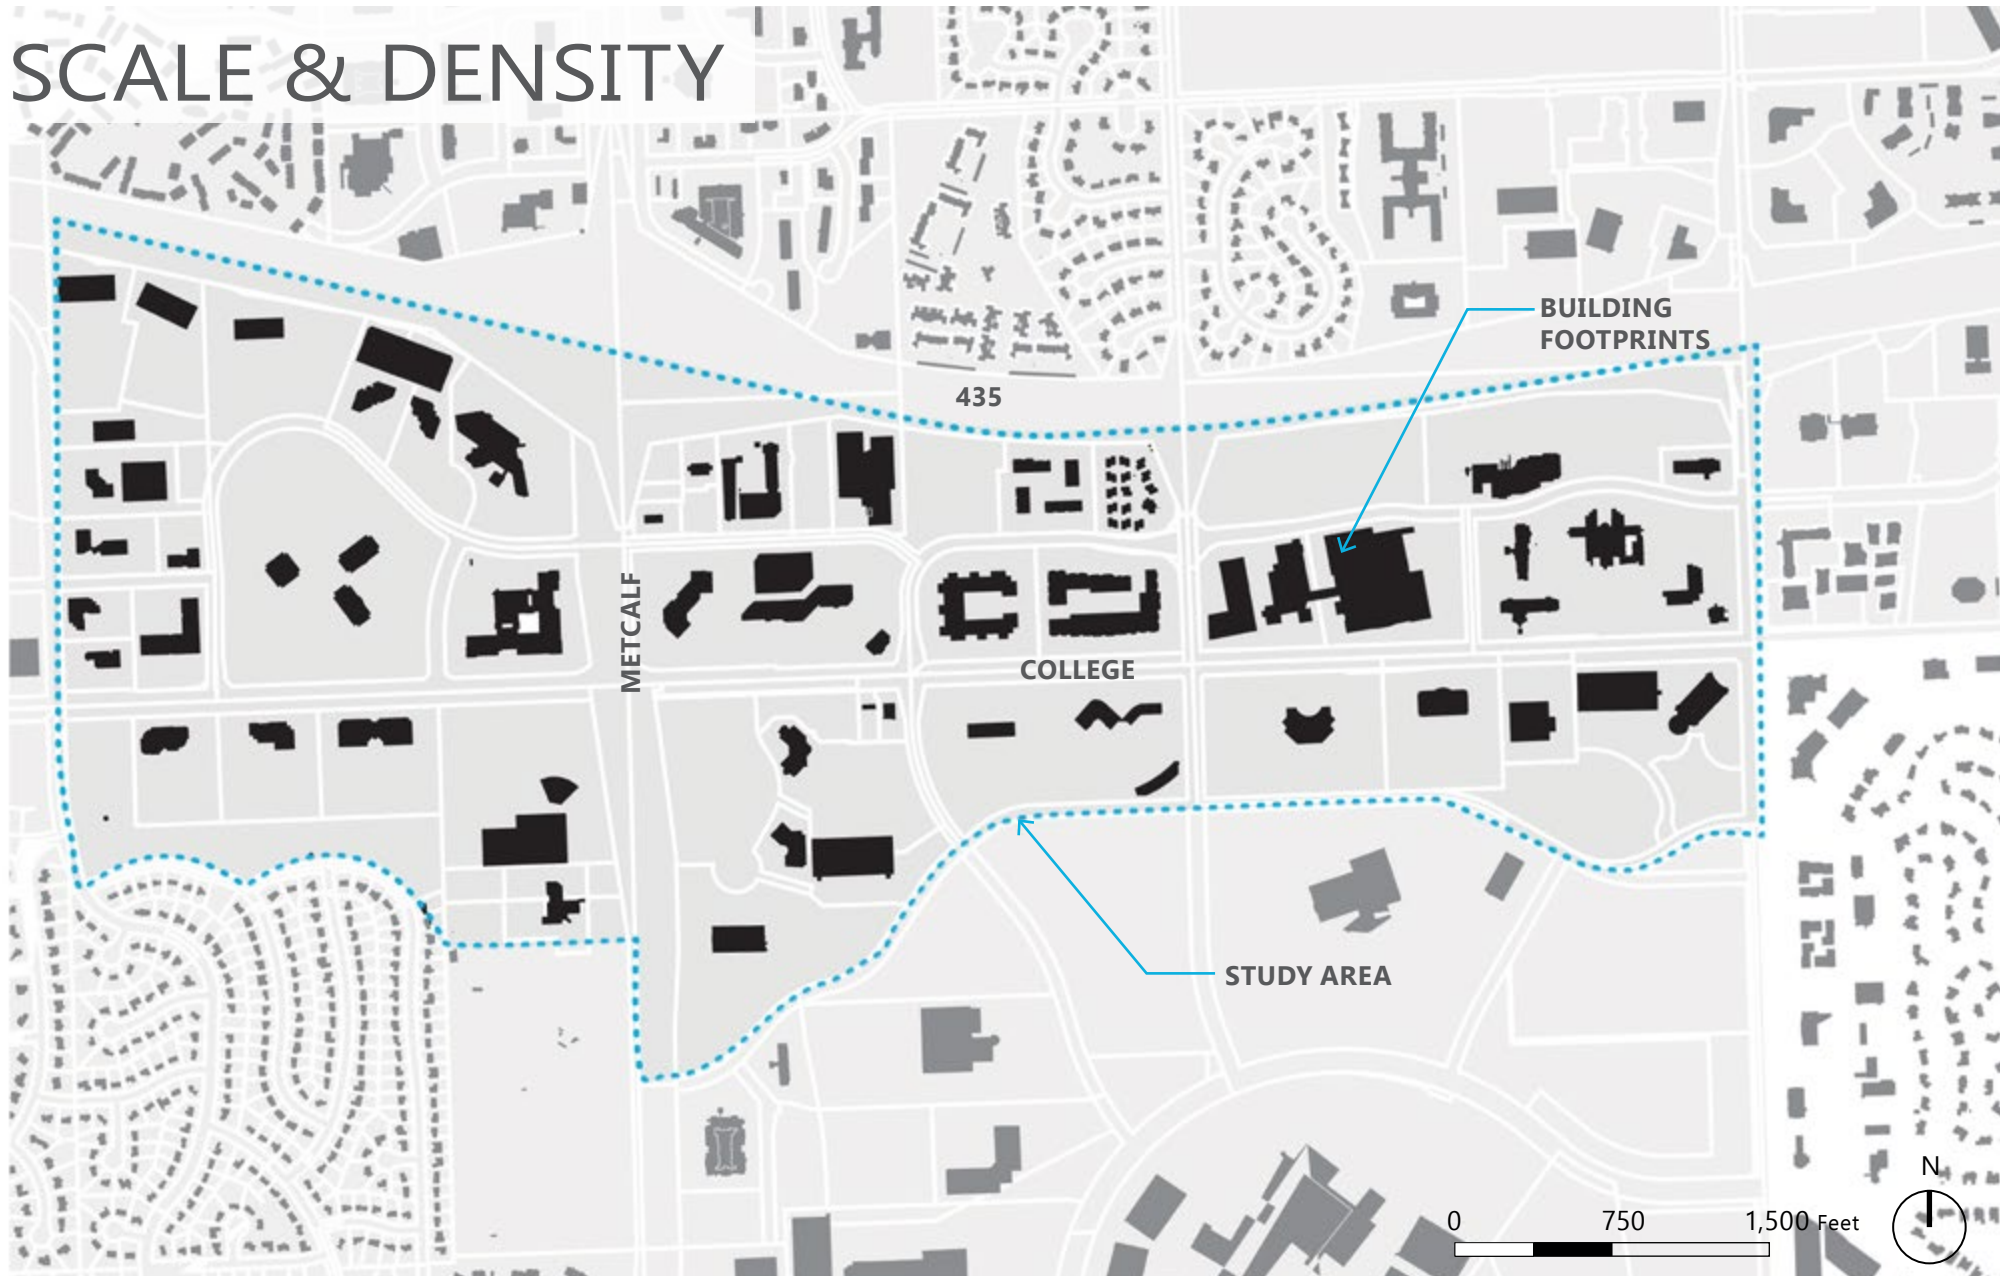 SCALE & DENSITY
BUILDING
FOOTPRINTS
435
METCALF
COLLEGE
STUDY AREA
N
0 750 1,500 Feet